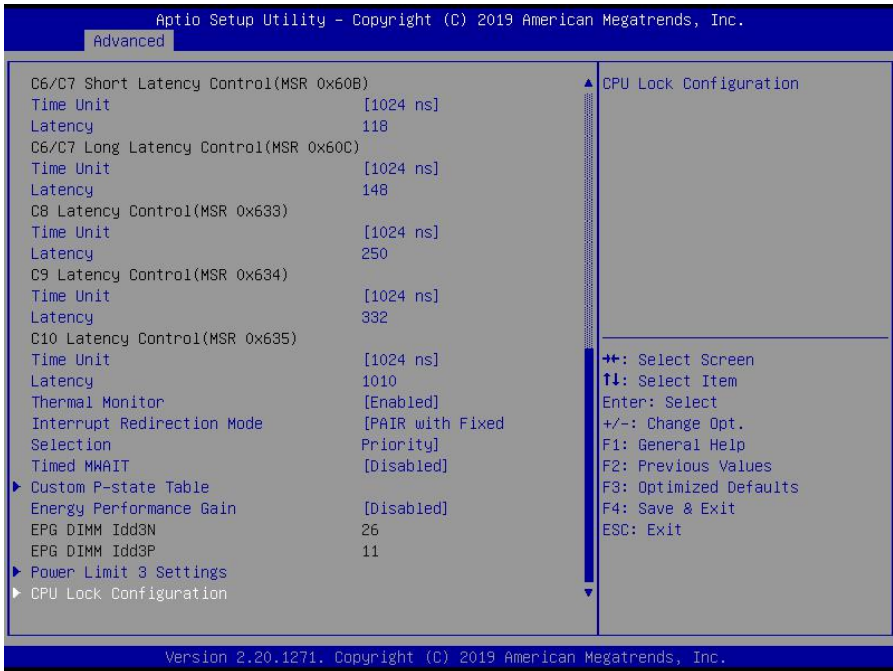 Aptio Setup Utility – Copyright (C) 2019 American Megatrends, Inc.
Advanced
C6/C7 Short Latency Control(MSR 0x60B)
Time Unit [1024 ns]
Latency 118
C6/C7 Long Latency Control(MSR 0x60C)
Time Unit [1024 ns]
Latency 148
C8 Latency Control(MSR 0x633)
Time Unit [1024 ns]
Latency 250
C9 Latency Control(MSR 0x634)
Time Unit [1024 ns]
Latency 332
C10 Latency Control(MSR 0x635)
Time Unit [1024 ns]
Latency 1010
Thermal Monitor [Enabled]
Interrupt Redirection Mode [PAIR with Fixed
Selection Priority]
Timed MWAIT [Disabled]
Custom P-state Table
Energy Performance Gain [Disabled]
EPG DIMM Idd3N 26
EPG DIMM Idd3P 11
Power Limit 3 Settings
CPU Lock Configuration
CPU Lock Configuration
→←: Select Screen
↑↓: Select Item
Enter: Select
+/-: Change Opt.
F1: General Help
F2: Previous Values
F3: Optimized Defaults
F4: Save & Exit
ESC: Exit
Version 2.20.1271. Copyright (C) 2019 American Megatrends, Inc.